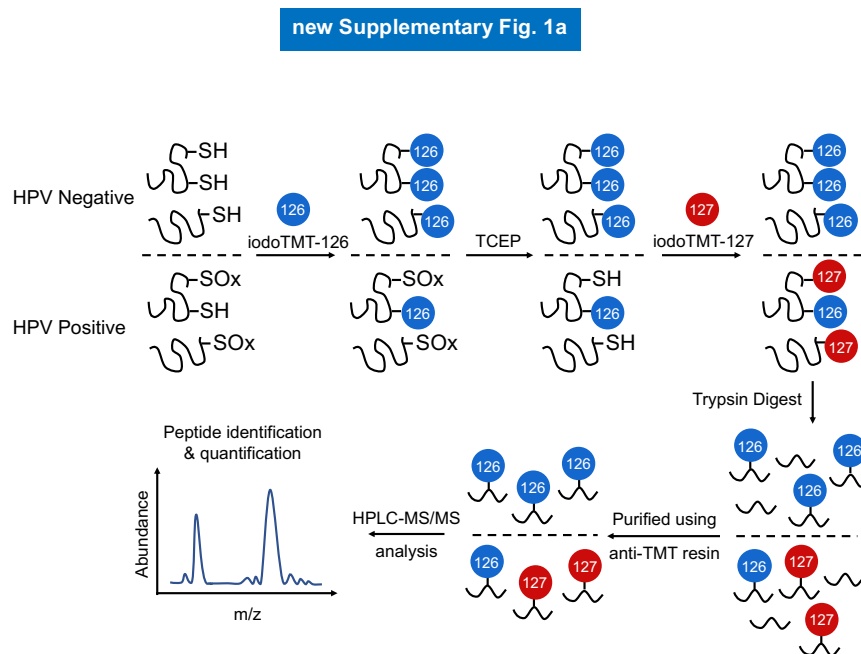 new Supplementary Fig. 1a
HPV Negative
SH
SH
SH
126
iodoTMT-126
126
126
126
TCEP
126
126
126
127
iodoTMT-127
126
126
126
HPV Positive
SOx
SH
SOx
SOx
126
SOx
SH
126
SH
127
126
127
Trypsin Digest
126
126
126
126
127
127
Purified using
anti-TMT resin
126
126
126
126
127
127
HPLC-MS/MS
analysis
Peptide identification
& quantification
Abundance
m/z